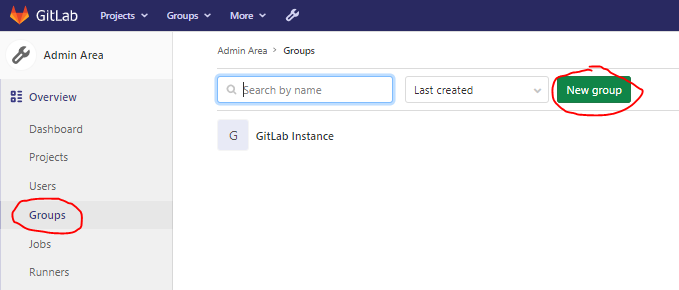 GitLab Projects Groups More
Admin Area
Admin Area > Groups
Search by name
Last created
New group
Overview
G GitLab Instance
Dashboard
Projects
Users
Groups
Jobs
Runners